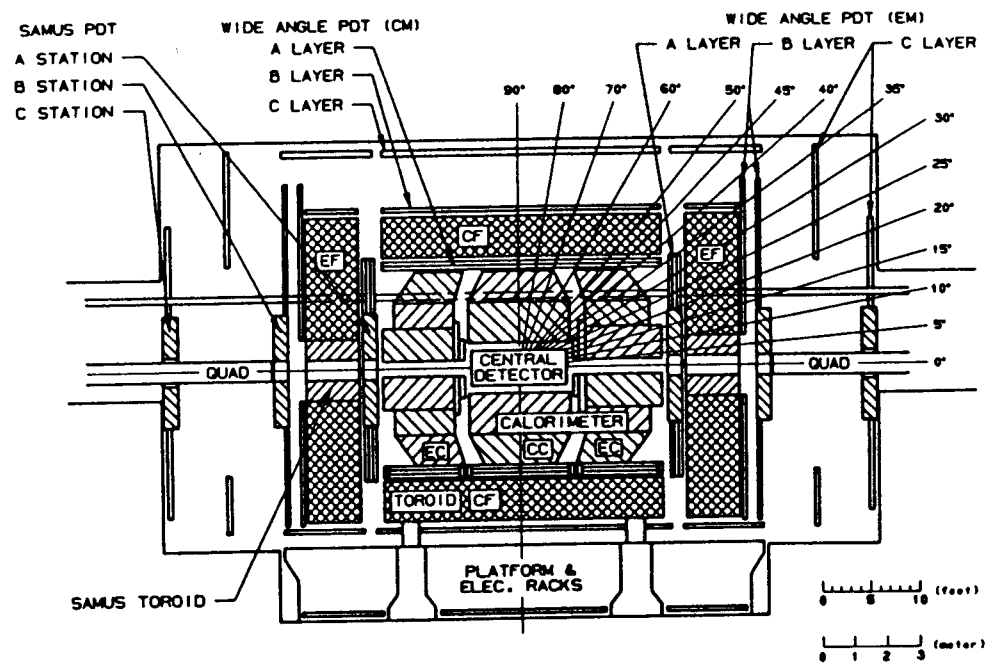 SAMUS PDT
A STATION
B STATION
C STATION
WIDE ANGLE PDT (CM)
A LAYER
B LAYER
C LAYER
WIDE ANGLE PDT (EM)
A LAYER
B LAYER
C LAYER
90° 80° 70° 60° 50° 45° 40° 35°
30°
25°
20°
15°
10°
5°
0°
CF
EF
EF
QUAD
CENTRAL
DETECTOR
QUAD
CALORIMETER
EC
CC
EC
TOROID
CF
PLATFORM &
ELEC. RACKS
SAMUS TOROID
0 5 10 (foot)
0 1 2 3 (meter)